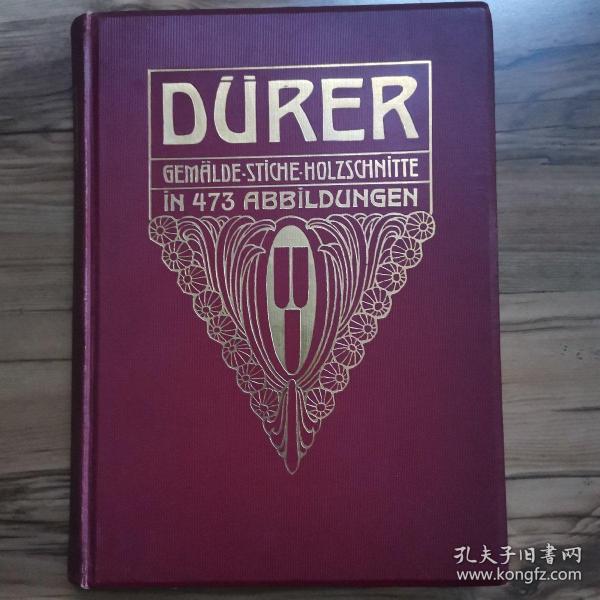 DÜRER
GEMÄLDE-STICHE-HOLZSCHNITTE
IN 473 ABBILDUNGEN
孔夫子旧书网
www.kongfz.com